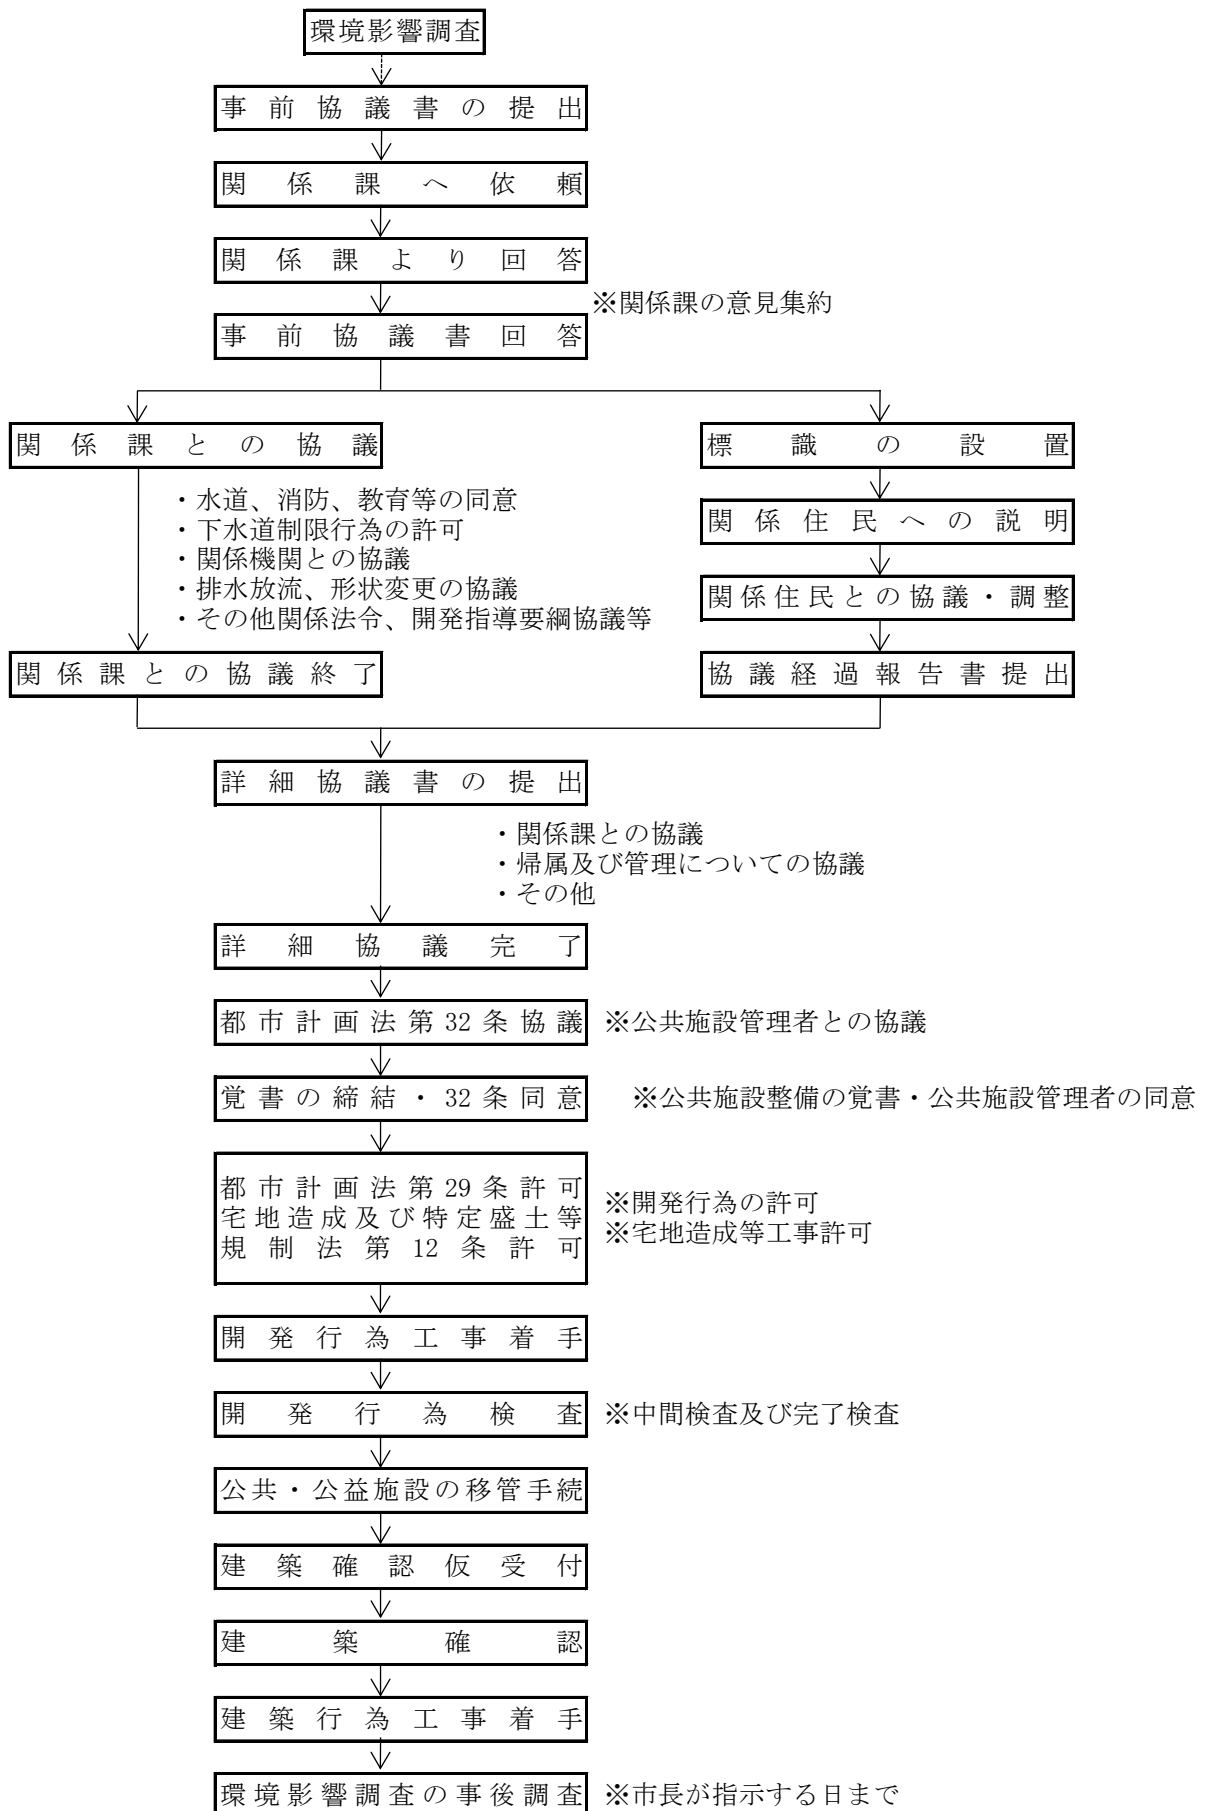 環境影響調査
事前協議書の提出
関係課へ依頼
関係課より回答
※関係課の意見集約
事前協議書回答
関係課との協議
・水道、消防、教育等の同意
・下水道制限行為の許可
・関係機関との協議
・排水放流、形状変更の協議
・その他関係法令、開発指導要綱協議等
関係課との協議終了
標識の設置
関係住民への説明
関係住民との協議・調整
協議経過報告書提出
詳細協議書の提出
・関係課との協議
・帰属及び管理についての協議
・その他
詳細協議完了
都市計画法第32条協議 ※公共施設管理者との協議
覚書の締結・32条同意 ※公共施設整備の覚書・公共施設管理者の同意
都市計画法第29条許可
宅地造成及び特定盛土等
規制法第12条許可
※開発行為の許可
※宅地造成等工事許可
開発行為工事着手
開発行為検査 ※中間検査及び完了検査
公共・公益施設の移管手続
建築確認仮受付
建築確認
建築行為工事着手
環境影響調査の事後調査 ※市長が指示する日まで